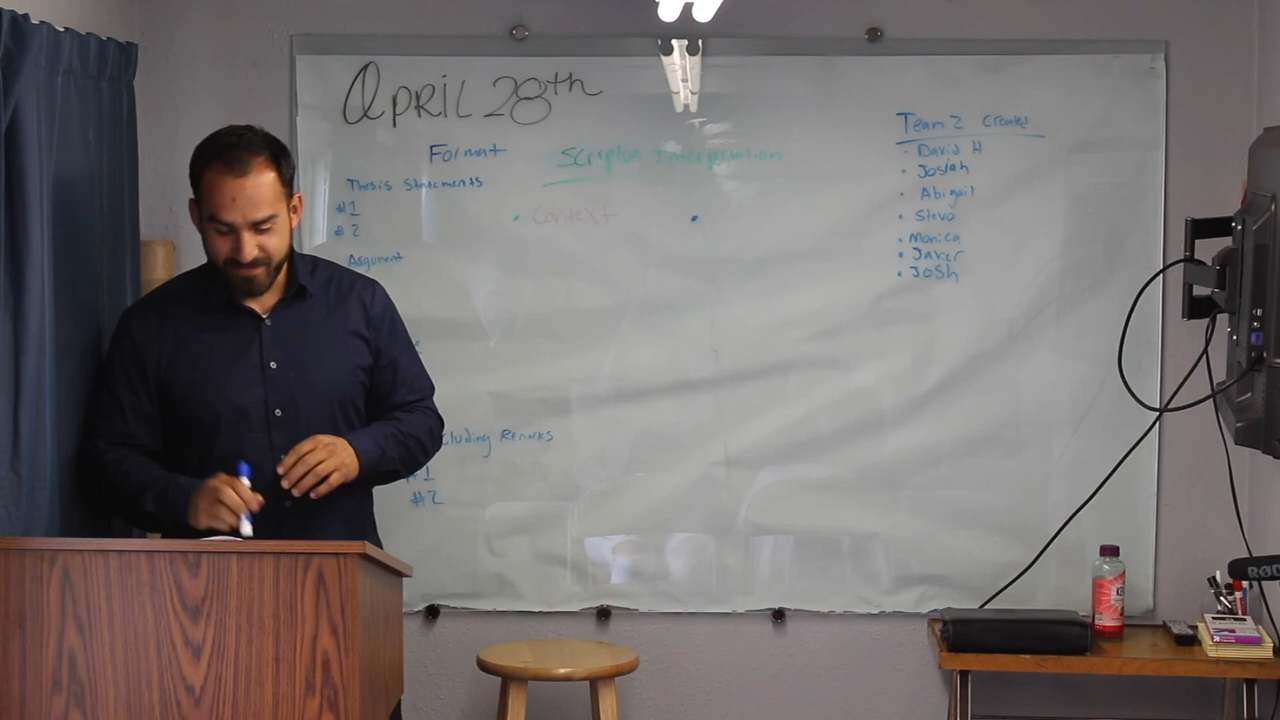 April 28th
Format
Scripture Interpretation
Thesis Statements
#1
#2
Context
Argument
cluding Remarks
#1
#2
Team 2
David H
Josiah
Abigail
Steve
Monica
Javier
Josh
RØD